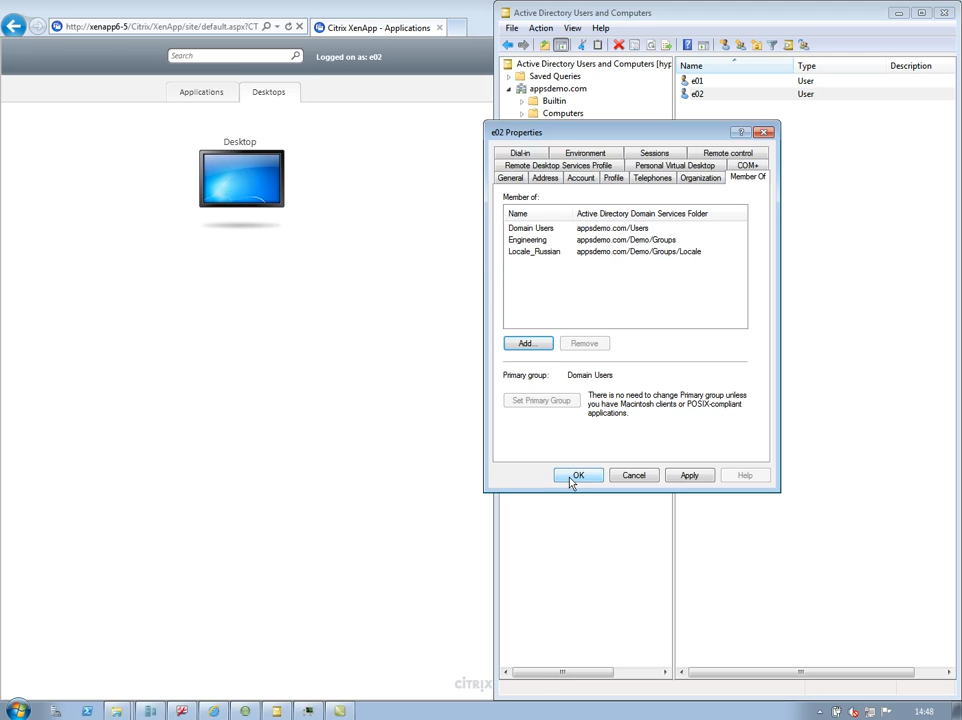 http://xenapp6-5/Citrix/XenApp/site/default.aspx?CT
Citrix XenApp - Applications
Search
Logged on as: e02
Applications
Desktops
Desktop
CITRIX
Active Directory Users and Computers
File Action View Help
Active Directory Users and Computers [hyp
Saved Queries
appsdemo.com
Builtin
Computers
Name Type Description
e01 User
e02 User
e02 Properties
Dial-in Environment Sessions Remote control
Remote Desktop Services Profile Personal Virtual Desktop COM+
General Address Account Profile Telephones Organization Member Of
Member of:
Name Active Directory Domain Services Folder
Domain Users appsdemo.com/Users
Engineering appsdemo.com/Demo/Groups
Locale_Russian appsdemo.com/Demo/Groups/Locale
Add... Remove
Primary group: Domain Users
Set Primary Group
There is no need to change Primary group unless
you have Macintosh clients or POSIX-compliant
applications.
OK Cancel Apply Help
14:48